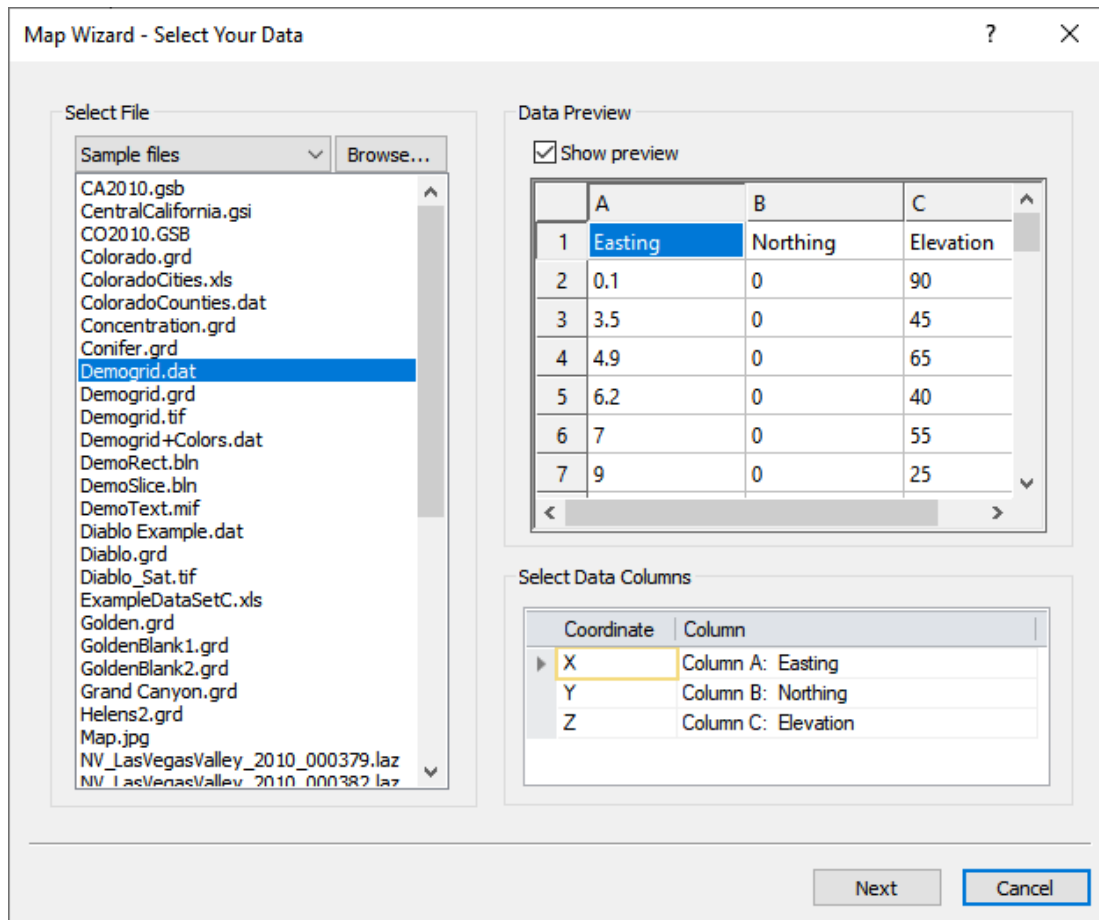 Map Wizard - Select Your Data
?
Select File
Sample files
Browse...
CA2010.gsb
CentralCalifornia.gsi
CO2010.GSB
Colorado.grd
ColoradoCities.xls
ColoradoCounties.dat
Concentration.grd
Conifer.grd
Demogrid.dat
Demogrid.grd
Demogrid.tif
Demogrid+Colors.dat
DemoRect.bln
DemoSlice.bln
DemoText.mif
Diablo Example.dat
Diablo.grd
Diablo_Sat.tif
ExampleDataSetC.xls
Golden.grd
GoldenBlank1.grd
GoldenBlank2.grd
Grand Canyon.grd
Helens2.grd
Map.jpg
NV_LasVegasValley_2010_000379.laz
NV_LasVegasValley_2010_000382.laz
Data Preview
Show preview
A B C
1 Easting Northing Elevation
2 0.1 0 90
3 3.5 0 45
4 4.9 0 65
5 6.2 0 40
6 7 0 55
7 9 0 25
Select Data Columns
Coordinate Column
X Column A: Easting
Y Column B: Northing
Z Column C: Elevation
Next
Cancel